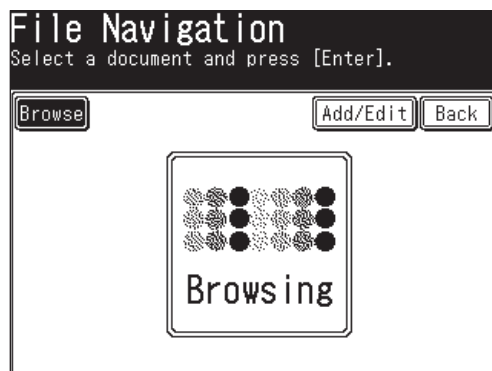 File Navigation
Select a document and press [Enter].
Browse Add/Edit Back
Browsing